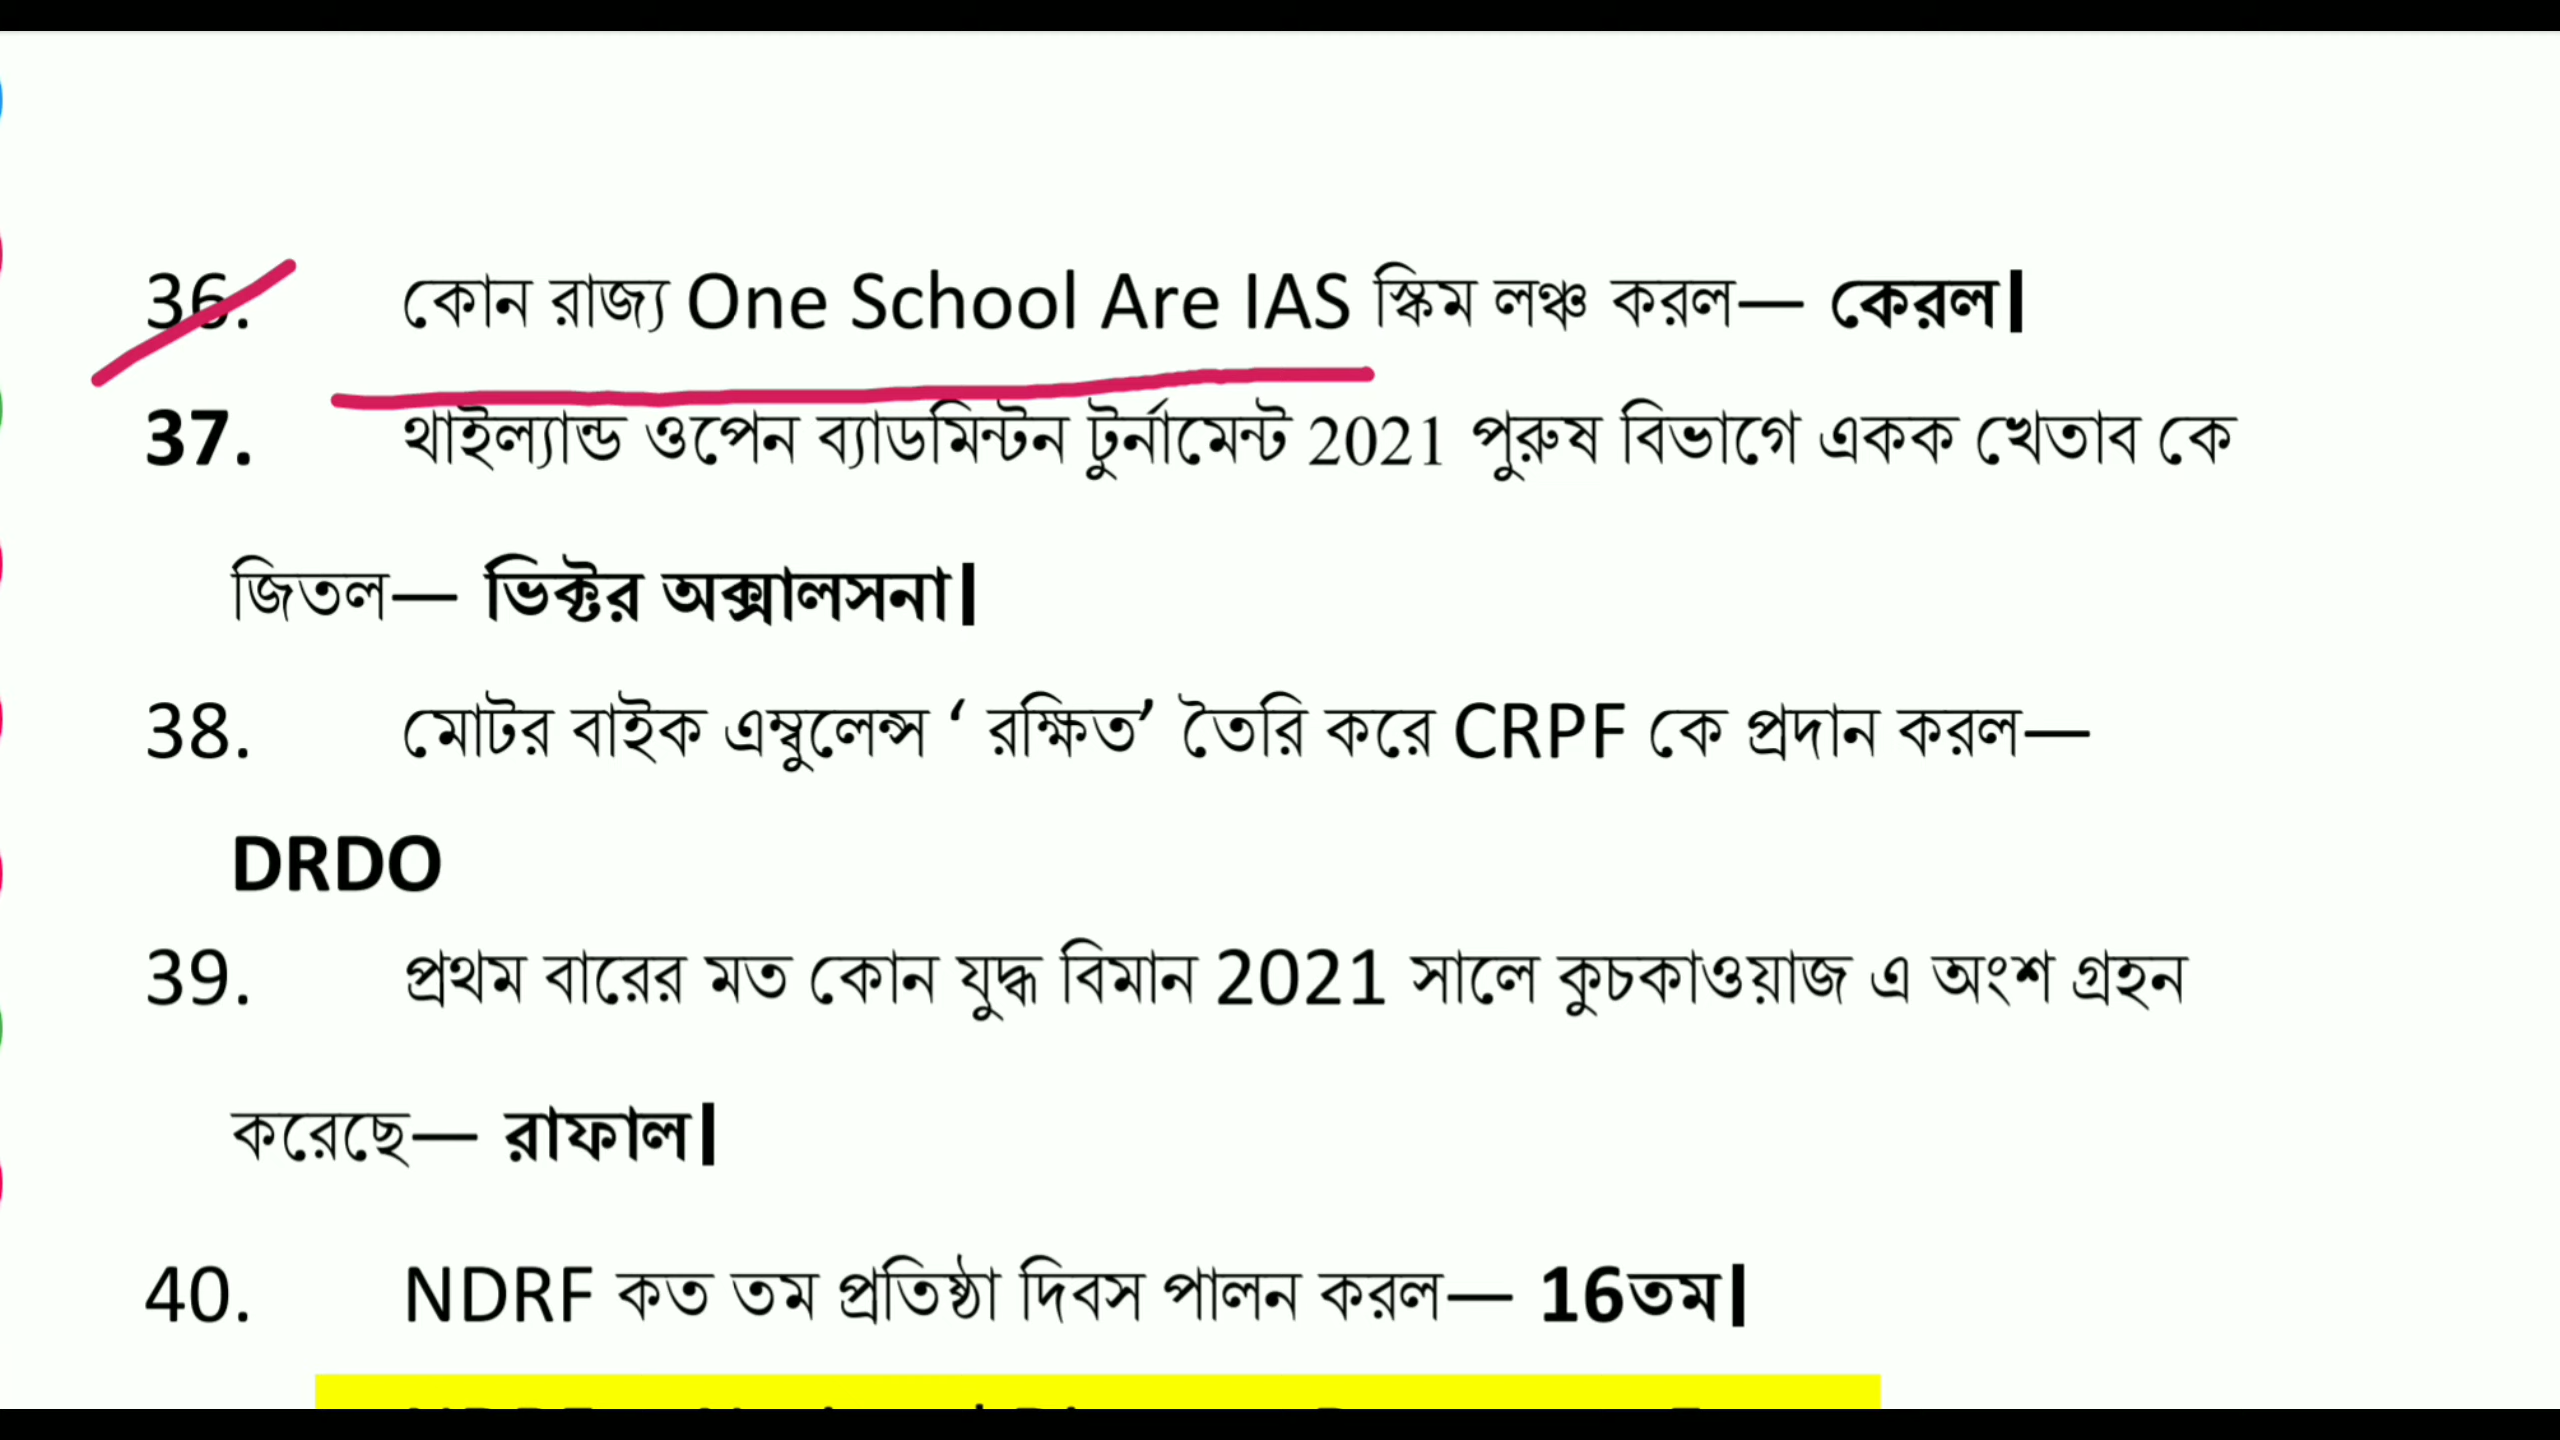 36. কোন রাজ্য One School Are IAS স্কিম লঞ্চ করল— কেরল।
37. থাইল্যান্ড ওপেন ব্যাডমিন্টন টুর্নামেন্ট 2021 পুরুষ বিভাগে একক খেতাব কে
জিতল— ভিক্টর অক্সালসনা।
38. মোটর বাইক এম্বুলেন্স ‘ রক্ষিত’ তৈরি করে CRPF কে প্রদান করল—
DRDO
39. প্রথম বারের মত কোন যুদ্ধ বিমান 2021 সালে কুচকাওয়াজ এ অংশ গ্রহন
করেছে— রাফাল।
40. NDRF কত তম প্রতিষ্ঠা দিবস পালন করল— 16তম।